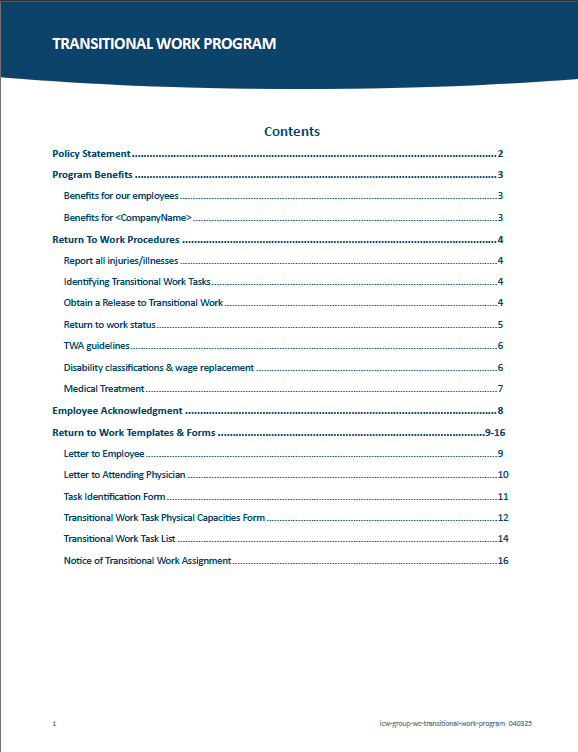 TRANSITIONAL WORK PROGRAM
Contents
Policy Statement........................................2
Program Benefits........................................3
Benefits for our employees........................................3
Benefits for <CompanyName>........................................3
Return To Work Procedures........................................4
Report all injuries/illnesses........................................4
Identifying Transitional Work Tasks........................................4
Obtain a Release to Transitional Work........................................4
Return to work status........................................5
TWA guidelines........................................6
Disability classifications & wage replacement........................................6
Medical Treatment........................................7
Employee Acknowledgment........................................8
Return to Work Templates & Forms........................................9-16
Letter to Employee........................................9
Letter to Attending Physician........................................10
Task Identification Form........................................11
Transitional Work Task Physical Capacities Form........................................12
Transitional Work Task List........................................14
Notice of Transitional Work Assignment........................................16
1 icw-group-wc-transitional-work-program 040325